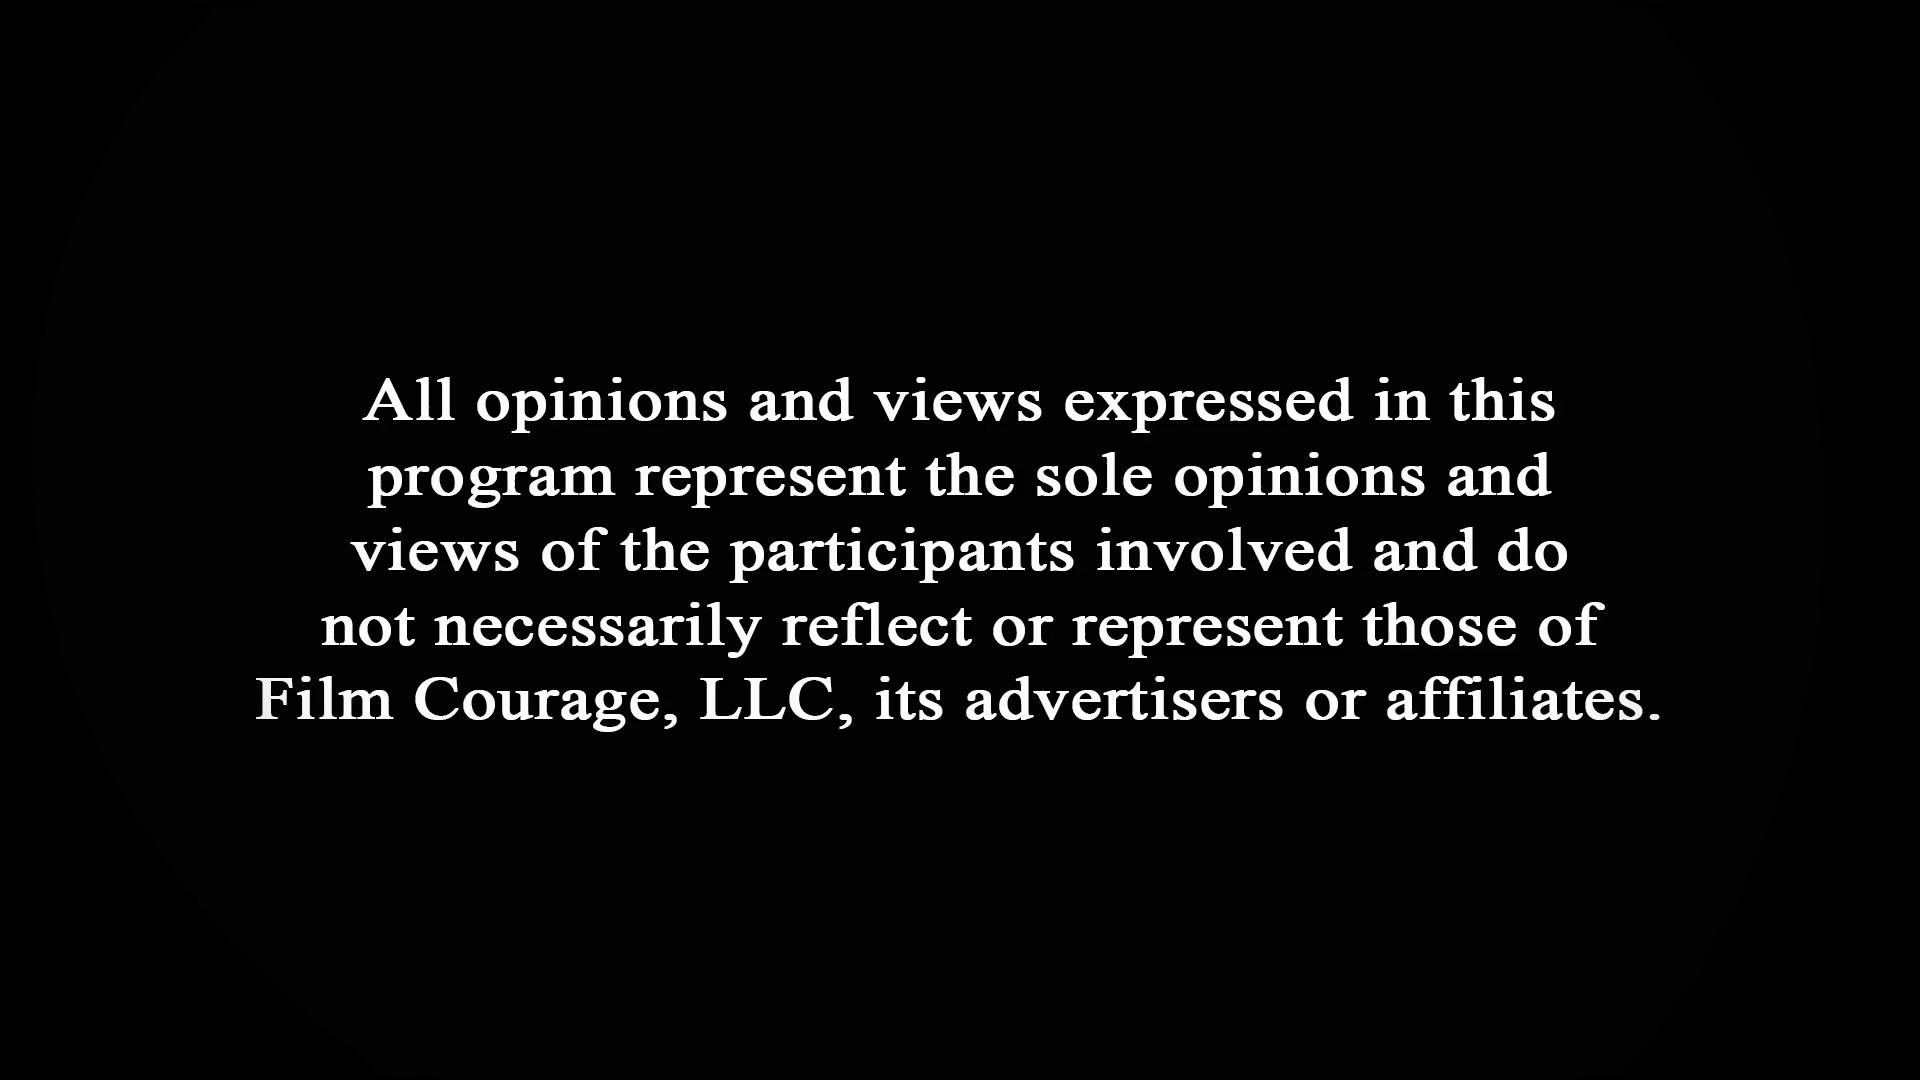 All opinions and views expressed in this
program represent the sole opinions and
views of the participants involved and do
not necessarily reflect or represent those of
Film Courage, LLC, its advertisers or affiliates.